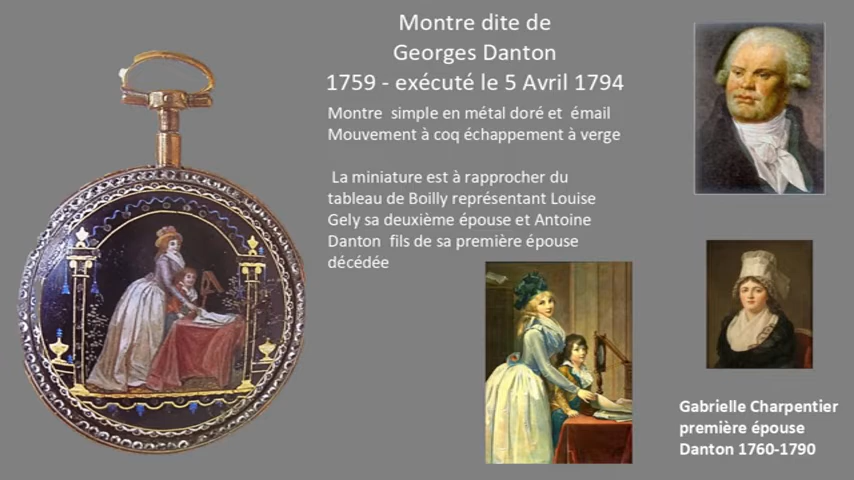 Montre dite de
Georges Danton
1759 - exécuté le 5 Avril 1794
Montre simple en métal doré et émail
Mouvement à coq échappement à verge
La miniature est à rapprocher du
tableau de Boilly représentant Louise
Gely sa deuxième épouse et Antoine
Danton fils de sa première épouse
décédée
Gabrielle Charpentier
première épouse
Danton 1760-1790